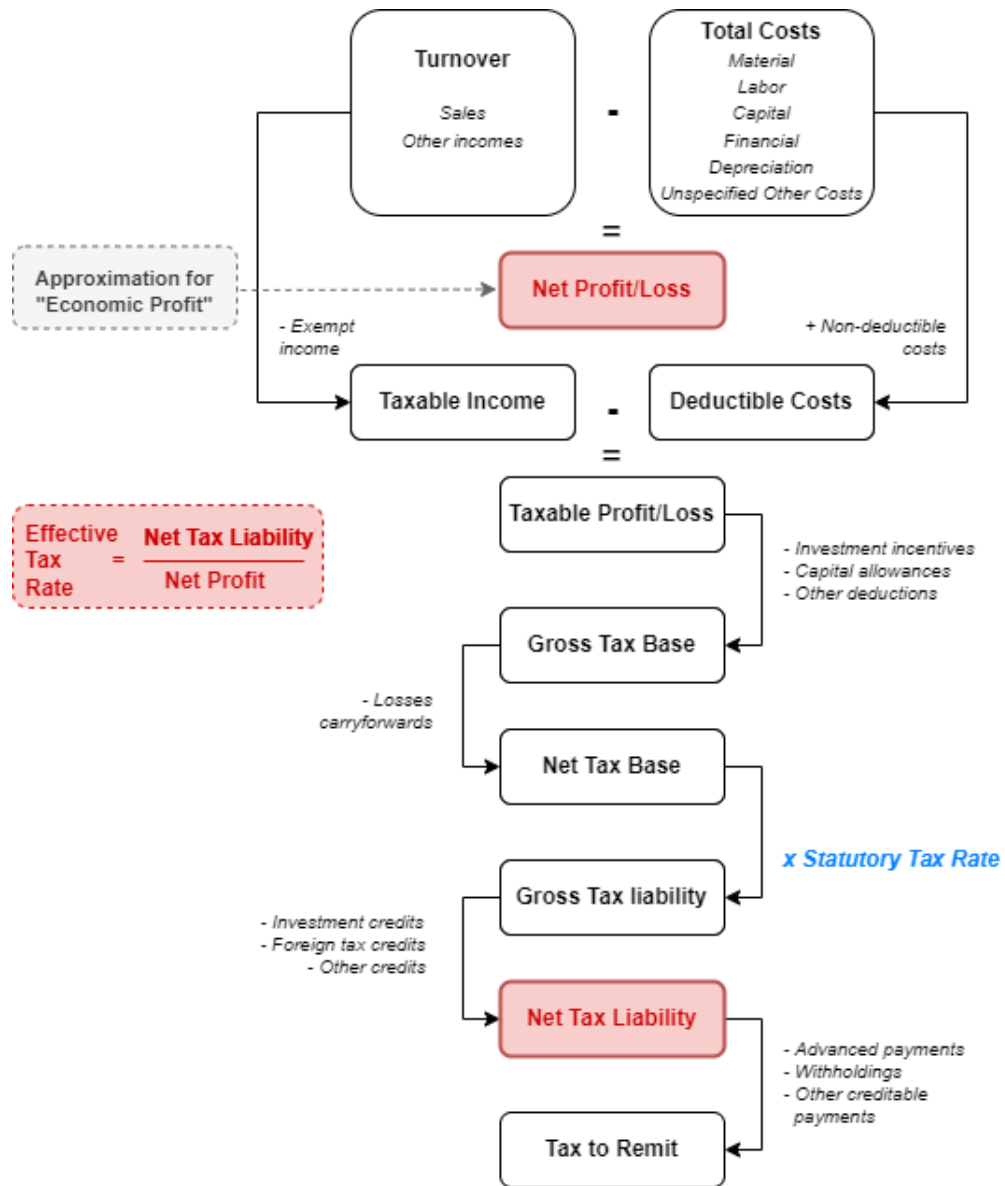 Turnover
Sales
Other incomes
-
Total Costs
Material
Labor
Capital
Financial
Depreciation
Unspecified Other Costs
=
Approximation for
"Economic Profit"
Net Profit/Loss
- Exempt
income
+ Non-deductible
costs
Taxable Income
-
Deductible Costs
=
Effective
Tax
Rate
=
Net Tax Liability
Net Profit
Taxable Profit/Loss
- Investment incentives
- Capital allowances
- Other deductions
Gross Tax Base
- Losses
carryforwards
Net Tax Base
x Statutory Tax Rate
Gross Tax liability
- Investment credits
- Foreign tax credits
- Other credits
Net Tax Liability
- Advanced payments
- Withholdings
- Other creditable
payments
Tax to Remit